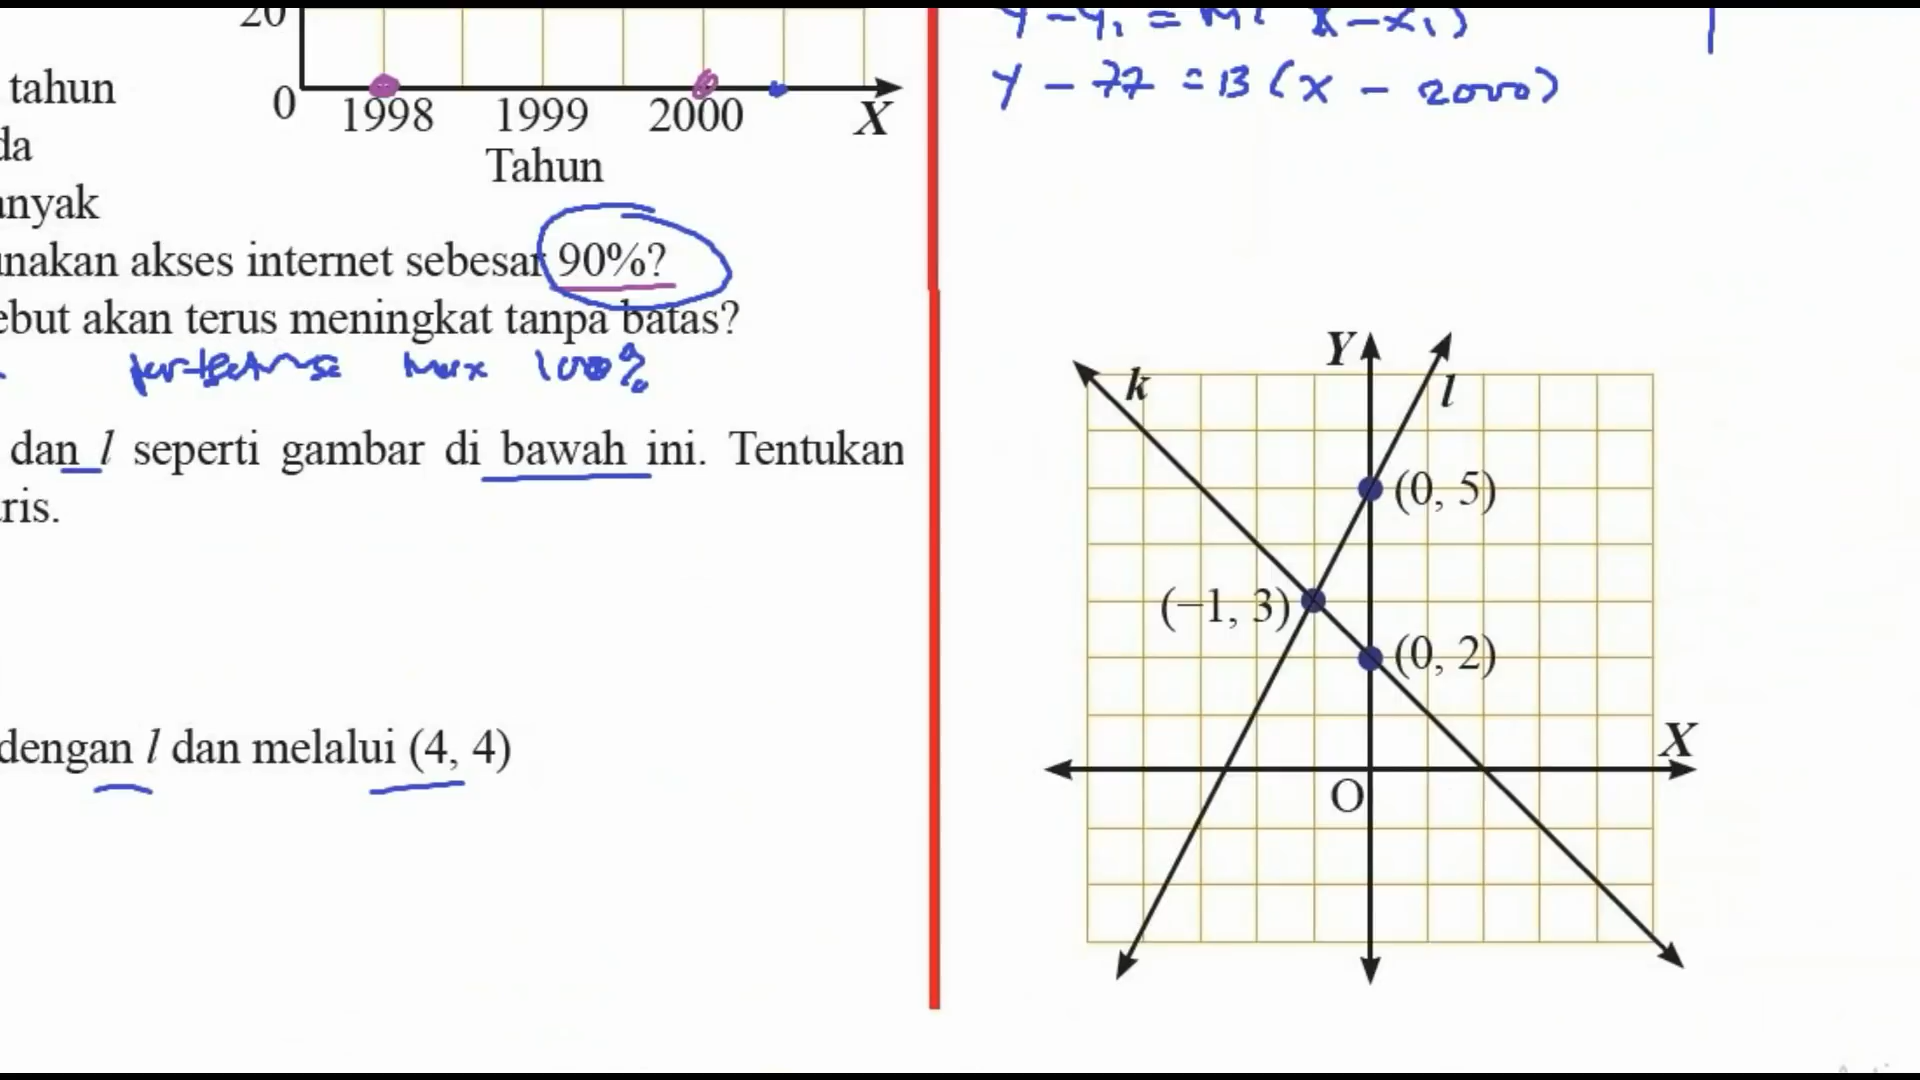 20
0
1998 1999 2000 X
Tahun
tahun
da
anyak
unakan akses internet sebesar 90%?
ebut akan terus meningkat tanpa batas?
max 100%
dan l seperti gambar di bawah ini. Tentukan
ris.
dengan l dan melalui (4, 4)
y - y₁ = m( x - x₁)
y - 77 = 13 (x - 2000)
Y
k
l
(0, 5)
(−1, 3)
(0, 2)
X
O